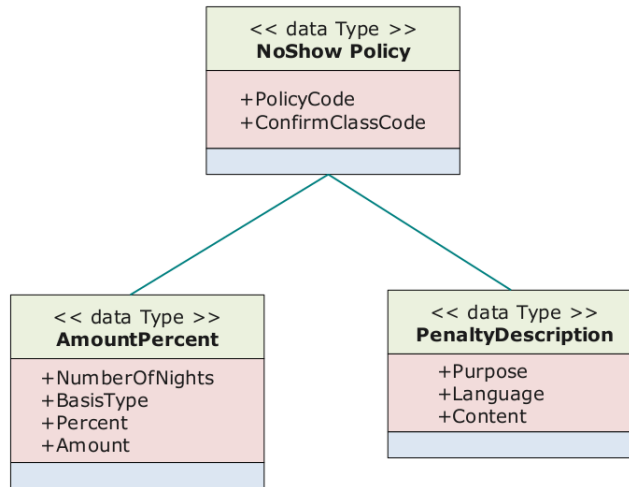 << data Type >>
NoShow Policy
+PolicyCode
+ConfirmClassCode
<< data Type >>
AmountPercent
+NumberOfNights
+BasisType
+Percent
+Amount
<< data Type >>
PenaltyDescription
+Purpose
+Language
+Content